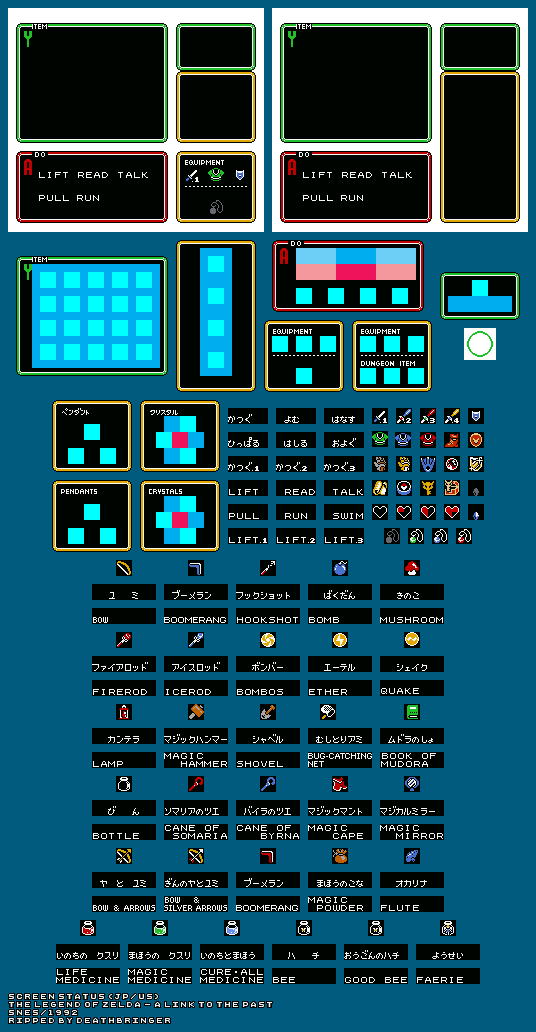 ITEM
ITEM
Y
Y
DO
DO
A LIFT READ TALK
A LIFT READ TALK
PULL RUN
PULL RUN
EQUIPMENT
1
ITEM
Y
DO
A
EQUIPMENT
EQUIPMENT
DUNGEON ITEM
ペンダント
クリスタル
PENDANTS
CRYSTALS
かつぐ よむ はなす 1 2 3 4
ひっぱる はしる およぐ
かつぐ.1 かつぐ.2 かつぐ.3
LIFT READ TALK
PULL RUN SWIM
LIFT.1 LIFT.2 LIFT.3
ユ ミ ブーメラン フックショット ばくだん きのこ
BOW BOOMERANG HOOKSHOT BOMB MUSHROOM
ファイアロッド アイスロッド ボンバー エーテル シェイク
FIREROD ICEROD BOMBOS ETHER QUAKE
カンテラ マジックハンマー シャベル むしとりアミ ムドラのしょ
LAMP MAGIC HAMMER SHOVEL BUG-CATCHING NET BOOK OF MUDORA
び ん ソマリアのツエ バイラのツエ マジックマント マジカルミラー
BOTTLE CANE OF SOMARIA CANE OF BYRNA MAGIC CAPE MAGIC MIRROR
ヤ と ユミ ぎんのヤとユミ ブーメラン まほうのこな オカリナ
BOW & ARROWS BOW & SILVER ARROWS BOOMERANG MAGIC POWDER FLUTE
いのちの クスリ まほうの クスリ いのちとまほう ハ チ おうごんのハチ ようせい
LIFE MEDICINE MAGIC MEDICINE CURE-ALL MEDICINE BEE GOOD BEE FAERIE
SCREEN STATUS (JP/US)
THE LEGEND OF ZELDA - A LINK TO THE PAST
SNES/1992
RIPPED BY DEATHBRINGER